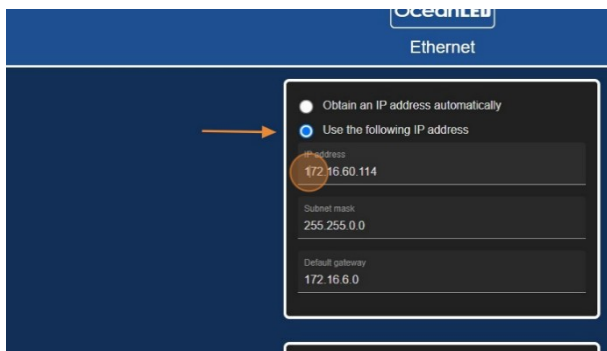 OceanLED
Ethernet
Obtain an IP address automatically
Use the following IP address
IP address
172.16.60.114
Subnet mask
255.255.0.0
Default gateway
172.16.6.0